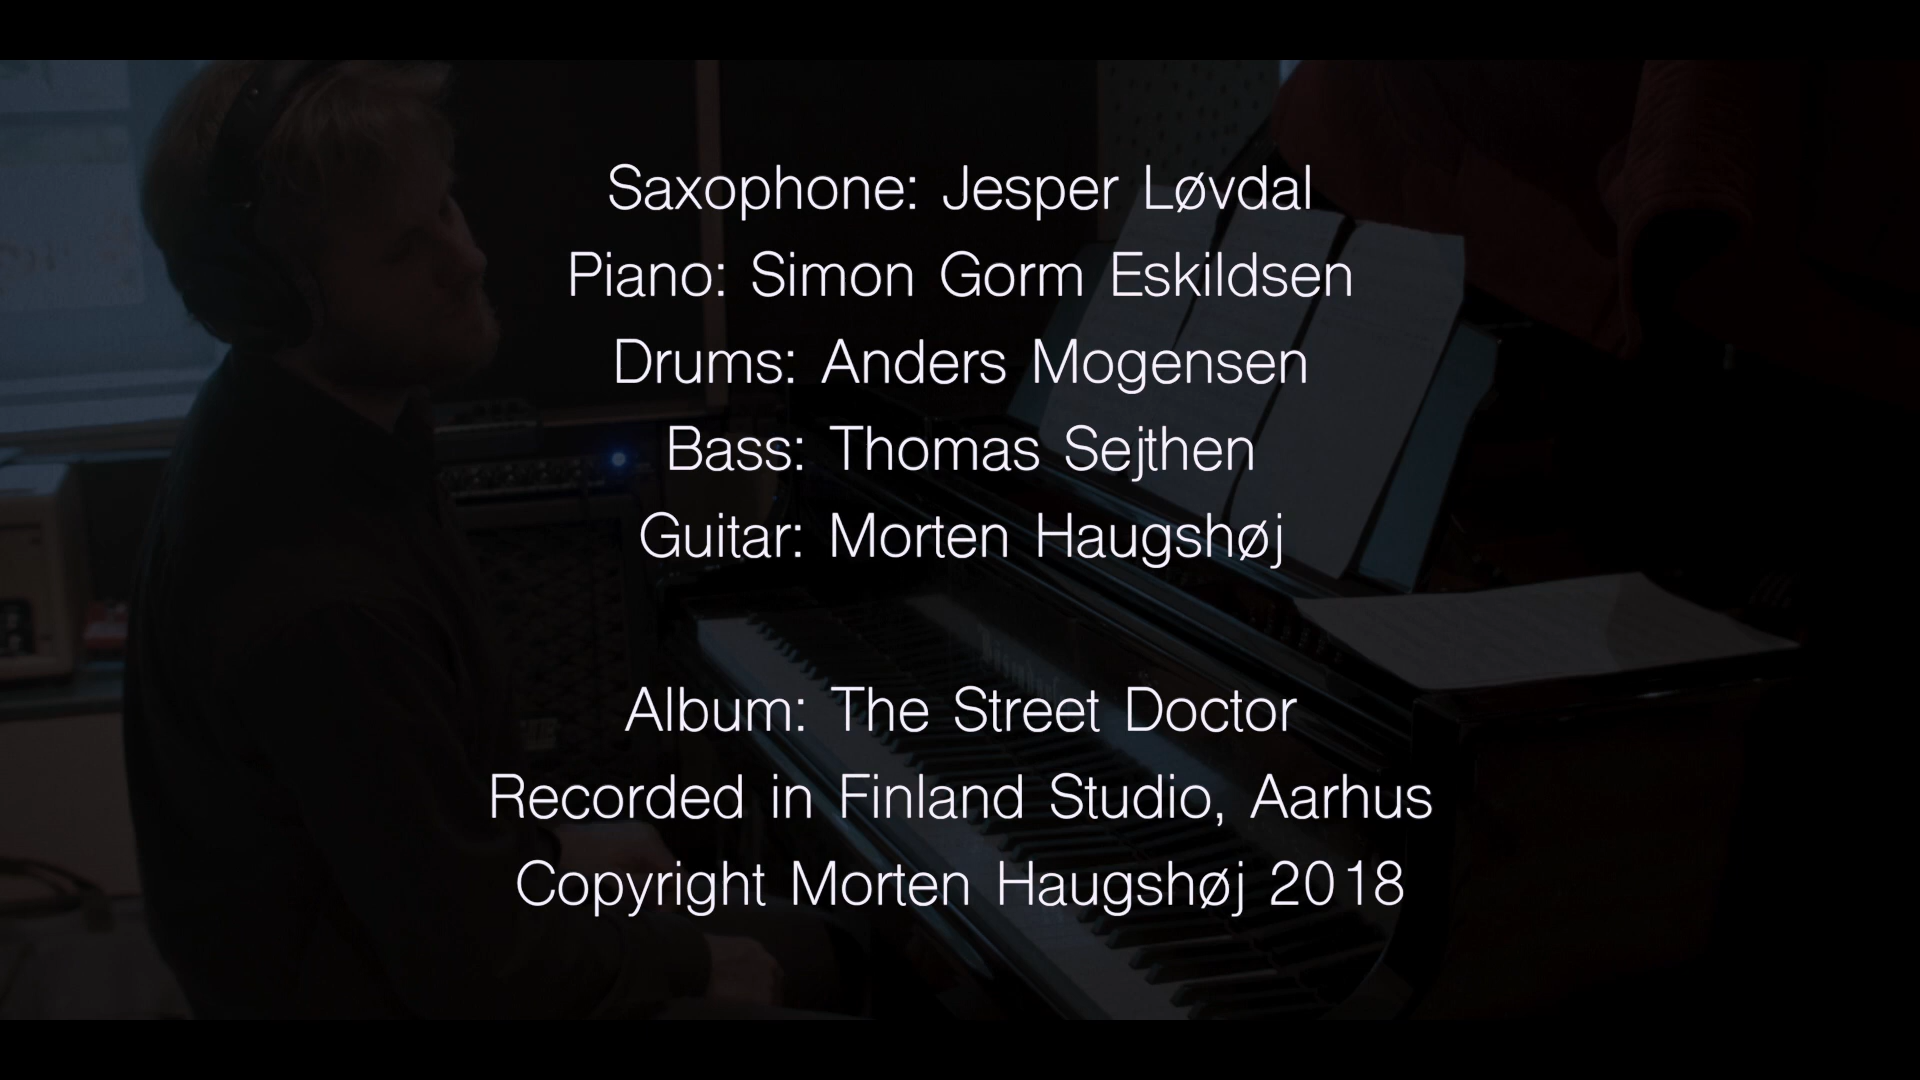 Saxophone: Jesper Løvdal
Piano: Simon Gorm Eskildsen
Drums: Anders Mogensen
Bass: Thomas Sejthen
Guitar: Morten Haugshøj
Album: The Street Doctor
Recorded in Finland Studio, Aarhus
Copyright Morten Haugshøj 2018